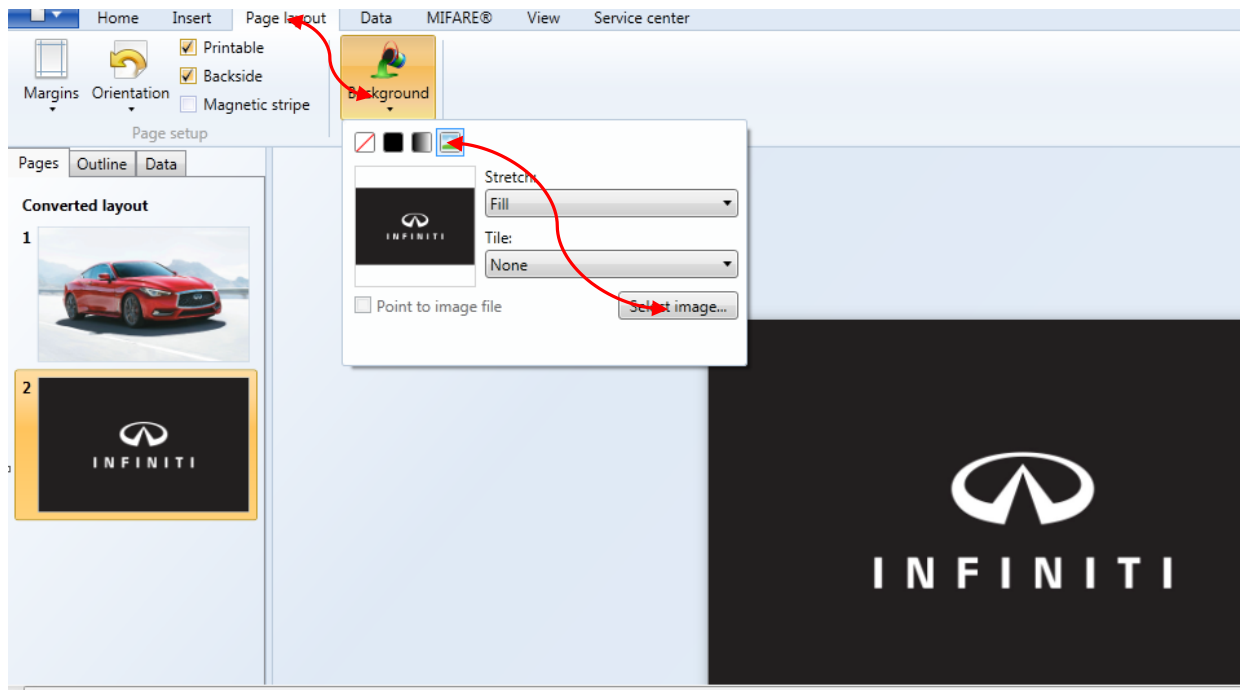 Home Insert Page layout Data MIFARE® View Service center
Margins
Orientation
Printable
Backside
Magnetic stripe
Page setup
Background
Pages Outline Data
Converted layout
1
2
INFINITI
Stretch:
Fill
INFINITI
Tile:
None
Point to image file
Select image...
INFINITI